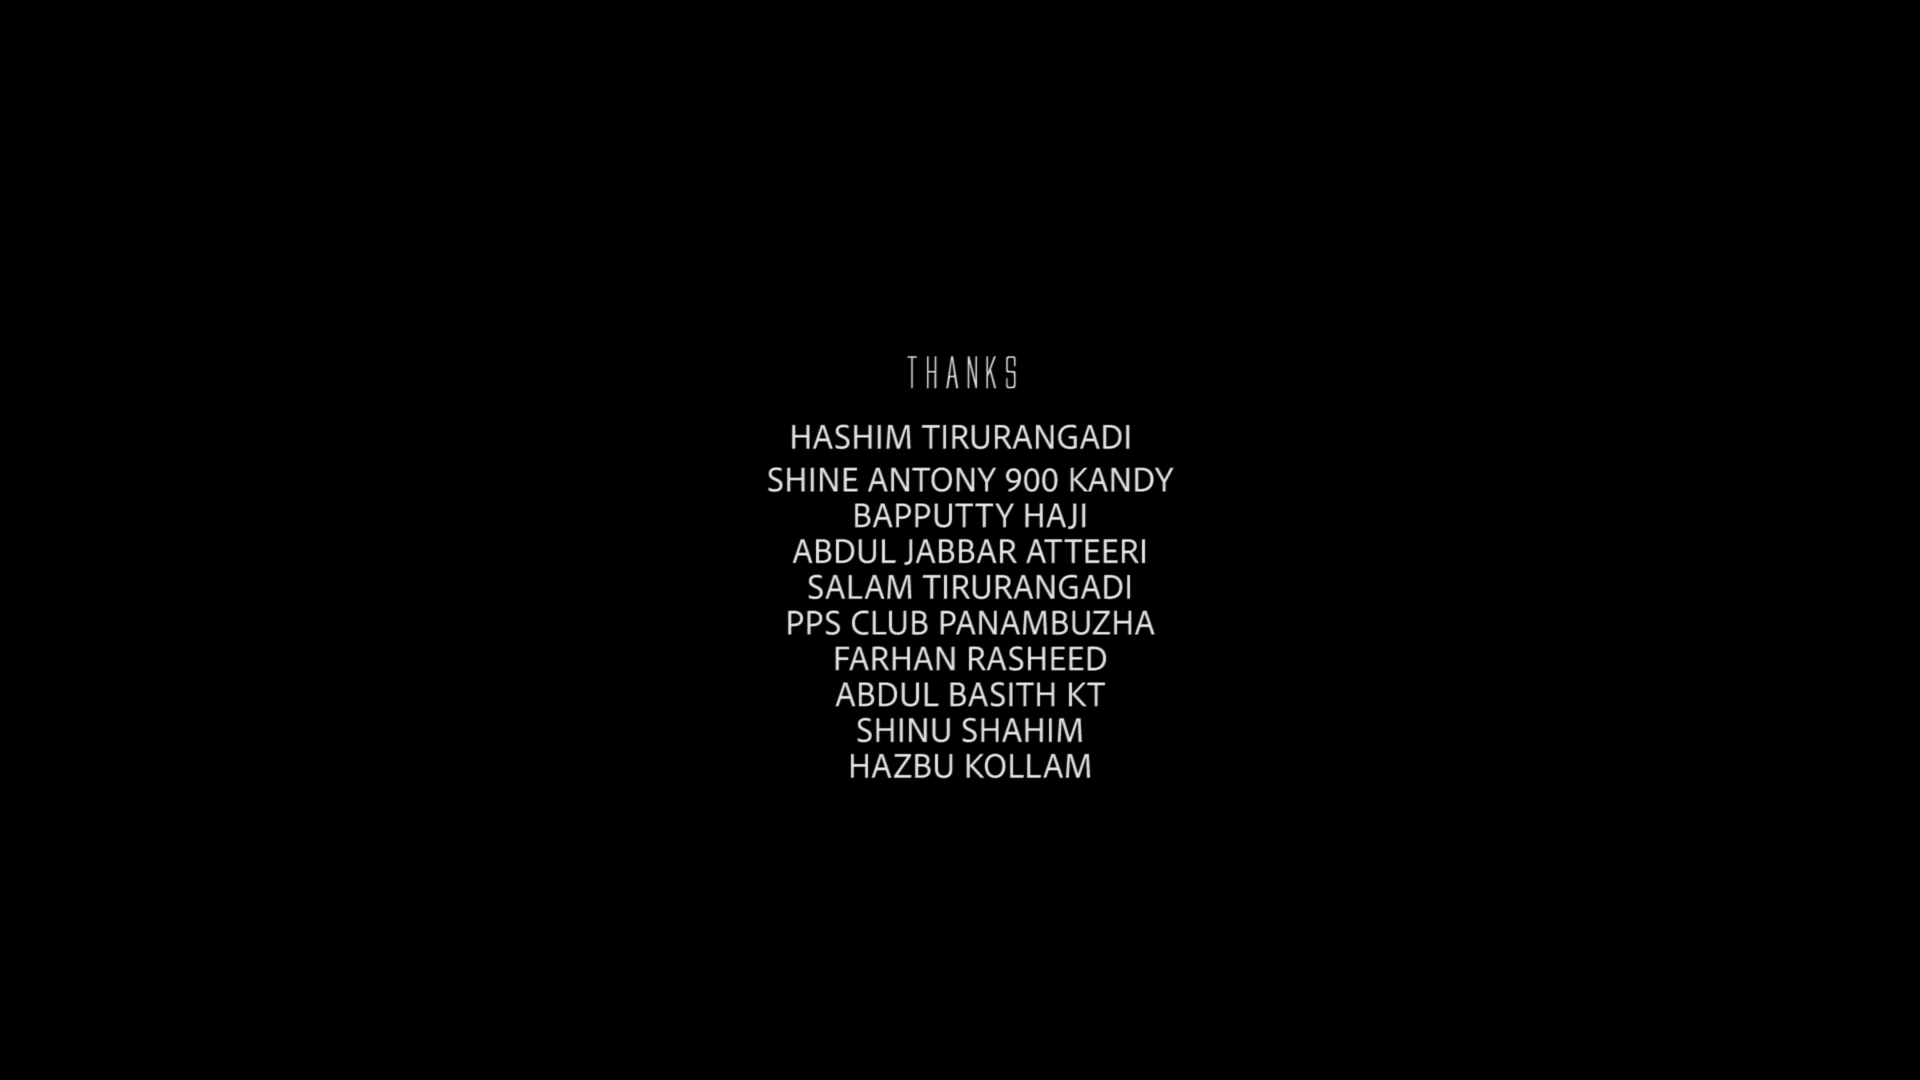 THANKS
HASHIM TIRURANGADI
SHINE ANTONY 900 KANDY
BAPPUTTY HAJI
ABDUL JABBAR ATTEERI
SALAM TIRURANGADI
PPS CLUB PANAMBUZHA
FARHAN RASHEED
ABDUL BASITH KT
SHINU SHAHIM
HAZBU KOLLAM